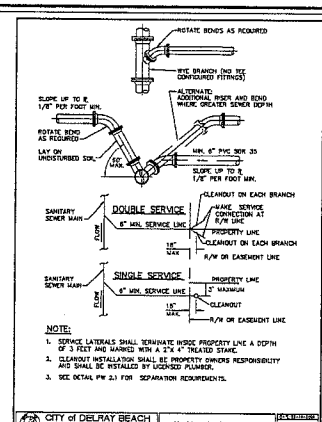 ROTATE BENDS AS REQUIRED
WYE BRANCH (NO TEE
CONFIGURED FITTINGS)
ALTERNATE:
ADDITIONAL RISER AND BEND
WHERE GREATER SEWER DEPTH
SLOPE UP TO R,
1/8" PER FOOT MIN.
ROTATE BEND
AS REQUIRED
LAY ON
UNDISTURBED SOIL
MAX.
MIN. 6" PVC SDR 35
SLOPE UP TO R,
1/8" PER FOOT MIN.
CLEANOUT ON EACH BRANCH
MAKE SERVICE
CONNECTION AT
R/W LINE
SANITARY
SEWER MAIN
FLOW
DOUBLE SERVICE
6" MIN. SERVICE LINE
PROPERTY LINE
CLEANOUT ON EACH BRANCH
18"
MAX
R/W OR EASEMENT LINE
SANITARY
SEWER MAIN
FLOW
SINGLE SERVICE
6" MIN. SERVICE LINE
PROPERTY LINE
3" MAXIMUM
CLEANOUT
18"
MAX.
R/W OR EASEMENT LINE
NOTE:
1. SERVICE LATERALS SHALL TERMINATE INSIDE PROPERTY LINE A DEPTH
OF 3 FEET AND MARKED WITH A 2"X 4" TREATED STAKE.
2. CLEANOUT INSTALLATION SHALL BE PROPERTY OWNERS RESPONSIBILITY
AND SHALL BE INSTALLED BY LICENSED PLUMBER.
3. SEE DETAIL PW 2.1 FOR SEPARATION REQUIREMENTS.
CITY of DELRAY BEACH